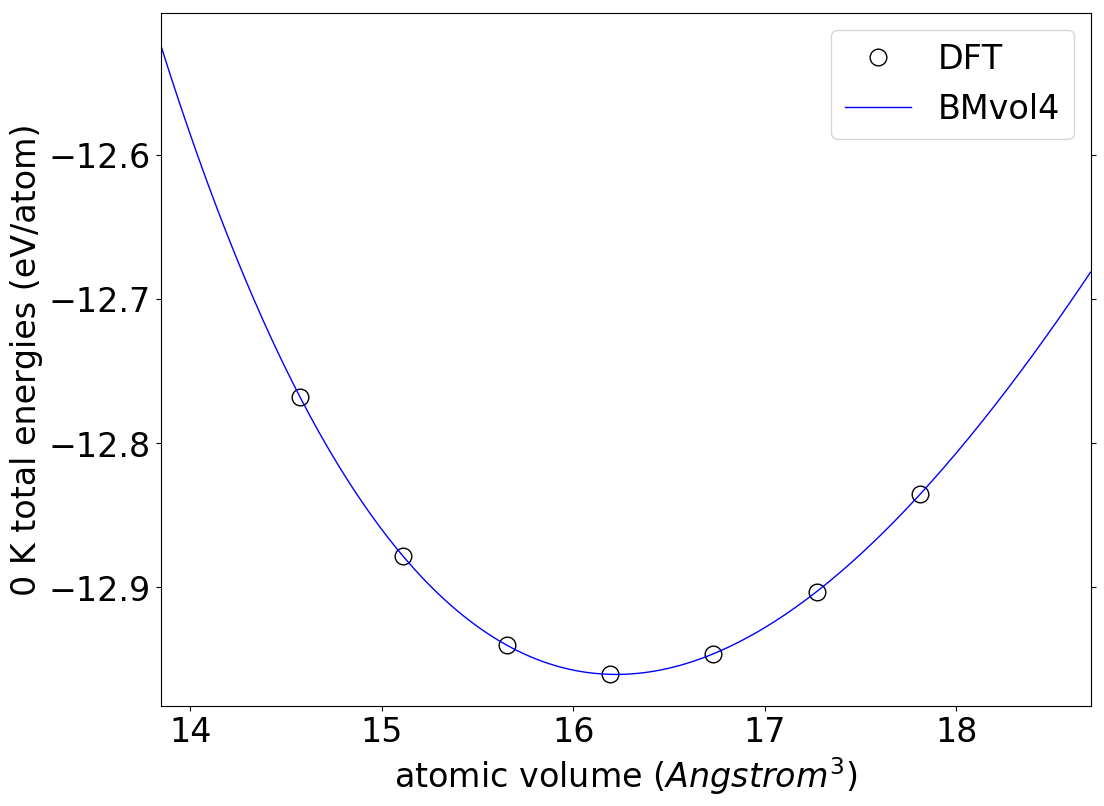 DFT
BMvol4
0 K total energies (eV/atom)
−12.6
−12.7
−12.8
−12.9
14 15 16 17 18
atomic volume (Angstrom³)